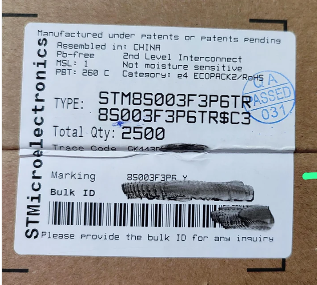 STMicroelectronics
Manufactured under patents or patents pending
Assembled in: CHINA
Pb-free 2nd Level Interconnect
MSL: 1 Not moisture sensitive
PBT: 260 C Category: e4 ECOPACK2/RoHS
QA
PASSED
031
TYPE: STM8S003F3P6TR
8S003F3P6TR$C3
Total Qty: 2500
Trace Code
Marking 8S003F3P6 Y
Bulk ID
Please provide the bulk ID for any inquiry